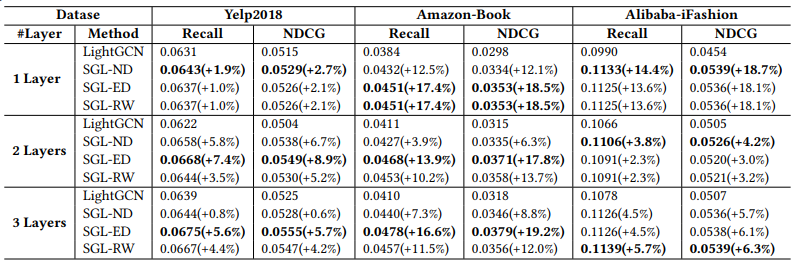 Datase Yelp2018 Amazon-Book Alibaba-iFashion
#Layer Method Recall NDCG Recall NDCG Recall NDCG
1 Layer
LightGCN 0.0631 0.0515 0.0384 0.0298 0.0990 0.0454
SGL-ND 0.0643(+1.9%) 0.0529(+2.7%) 0.0432(+12.5%) 0.0334(+12.1%) 0.1133(+14.4%) 0.0539(+18.7%)
SGL-ED 0.0637(+1.0%) 0.0526(+2.1%) 0.0451(+17.4%) 0.0353(+18.5%) 0.1125(+13.6%) 0.0536(+18.1%)
SGL-RW 0.0637(+1.0%) 0.0526(+2.1%) 0.0451(+17.4%) 0.0353(+18.5%) 0.1125(+13.6%) 0.0536(+18.1%)
2 Layers
LightGCN 0.0622 0.0504 0.0411 0.0315 0.1066 0.0505
SGL-ND 0.0658(+5.8%) 0.0538(+6.7%) 0.0427(+3.9%) 0.0335(+6.3%) 0.1106(+3.8%) 0.0526(+4.2%)
SGL-ED 0.0668(+7.4%) 0.0549(+8.9%) 0.0468(+13.9%) 0.0371(+17.8%) 0.1091(+2.3%) 0.0520(+3.0%)
SGL-RW 0.0644(+3.5%) 0.0530(+5.2%) 0.0453(+10.2%) 0.0358(+13.7%) 0.1091(+2.3%) 0.0521(+3.2%)
3 Layers
LightGCN 0.0639 0.0525 0.0410 0.0318 0.1078 0.0507
SGL-ND 0.0644(+0.8%) 0.0528(+0.6%) 0.0440(+7.3%) 0.0346(+8.8%) 0.1126(4.5%) 0.0536(+5.7%)
SGL-ED 0.0675(+5.6%) 0.0555(+5.7%) 0.0478(+16.6%) 0.0379(+19.2%) 0.1126(+4.5%) 0.0538(+6.1%)
SGL-RW 0.0667(+4.4%) 0.0547(+4.2%) 0.0457(+11.5%) 0.0356(+12.0%) 0.1139(+5.7%) 0.0539(+6.3%)